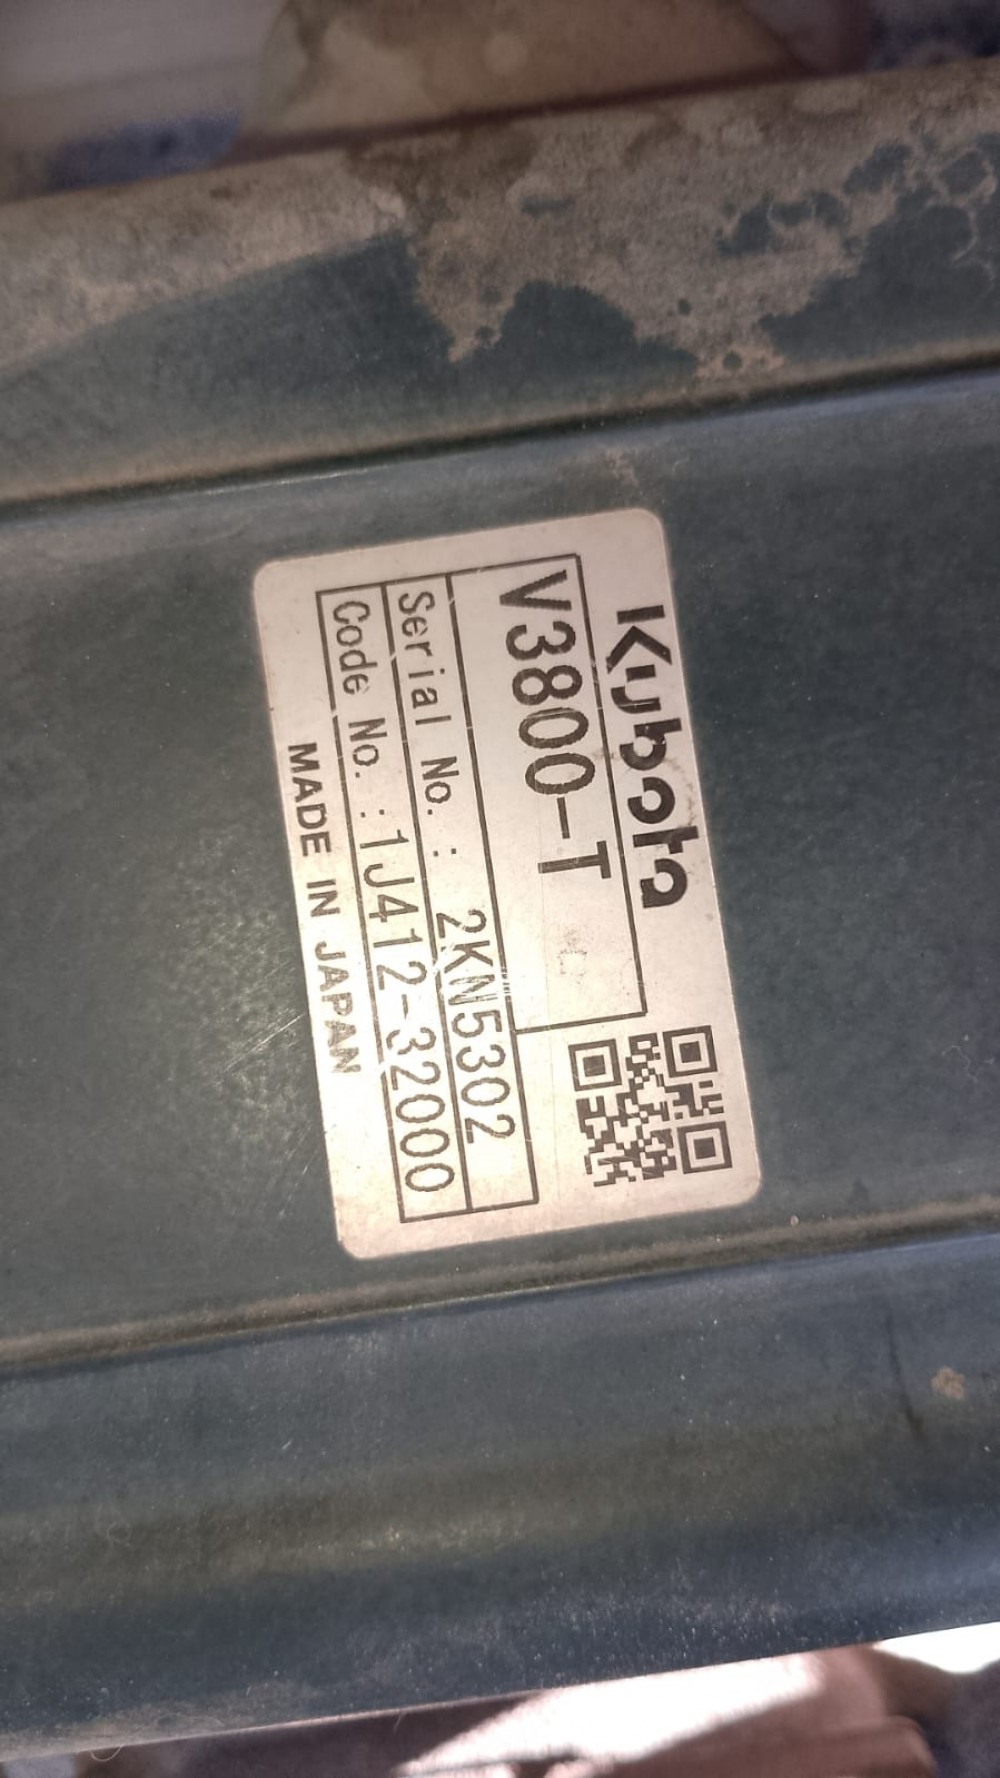 Kubota
V3800-T
Serial No. : 2KN5302
Code No. :1J412-32000
MADE IN JAPAN